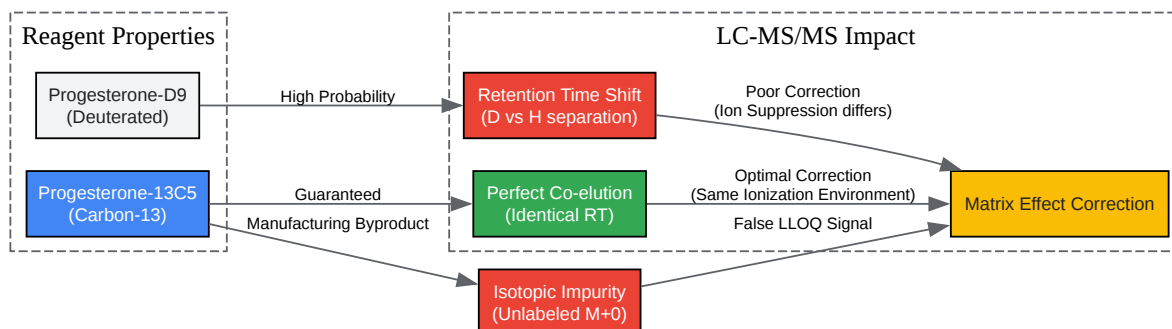 Reagent Properties
LC-MS/MS Impact
Progesterone-D9
(Deuterated)
High Probability
Retention Time Shift
(D vs H separation)
Poor Correction
(Ion Suppression differs)
Progesterone-13C5
(Carbon-13)
Guaranteed
Manufacturing Byproduct
Perfect Co-elution
(Identical RT)
Optimal Correction
(Same Ionization Environment)
False LLOQ Signal
Matrix Effect Correction
Isotopic Impurity
(Unlabeled M+0)